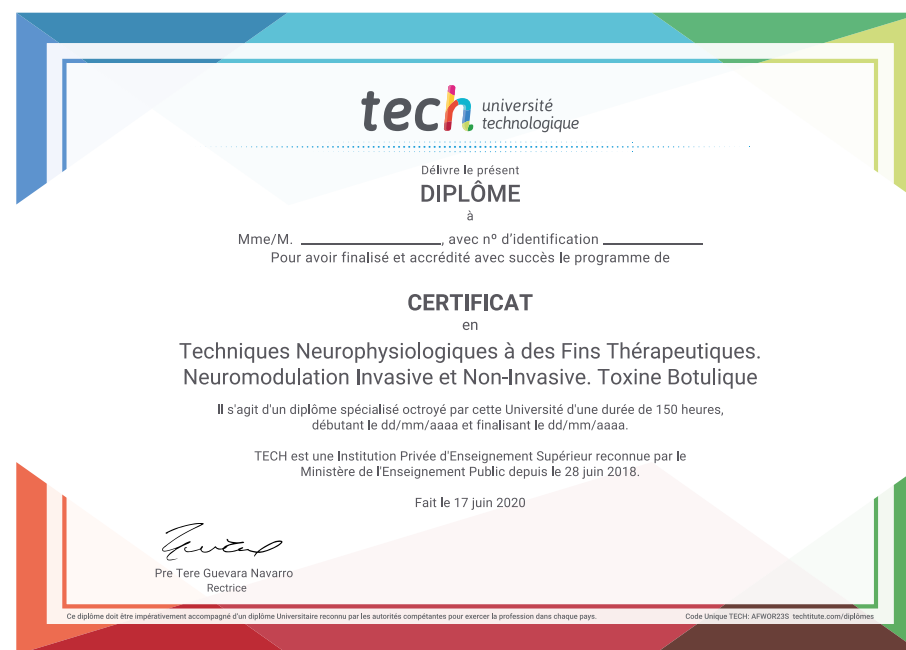 tech université
technologique
Délivre le présent
DIPLÔME
à
Mme/M. ____________________, avec nº d'identification ______________
Pour avoir finalisé et accrédité avec succès le programme de
CERTIFICAT
en
Techniques Neurophysiologiques à des Fins Thérapeutiques.
Neuromodulation Invasive et Non-Invasive. Toxine Botulique
Il s'agit d'un diplôme spécialisé octroyé par cette Université d'une durée de 150 heures,
débutant le dd/mm/aaaa et finalisant le dd/mm/aaaa.
TECH est une Institution Privée d'Enseignement Supérieur reconnue par le
Ministère de l'Enseignement Public depuis le 28 juin 2018.
Fait le 17 juin 2020
Pre Tere Guevara Navarro
Rectrice
Ce diplôme doit être impérativement accompagné d'un diplôme Universitaire reconnu par les autorités compétantes pour exercer la profession dans chaque pays. Code Unique TECH: AFWOR23S techtitute.com/diplômes